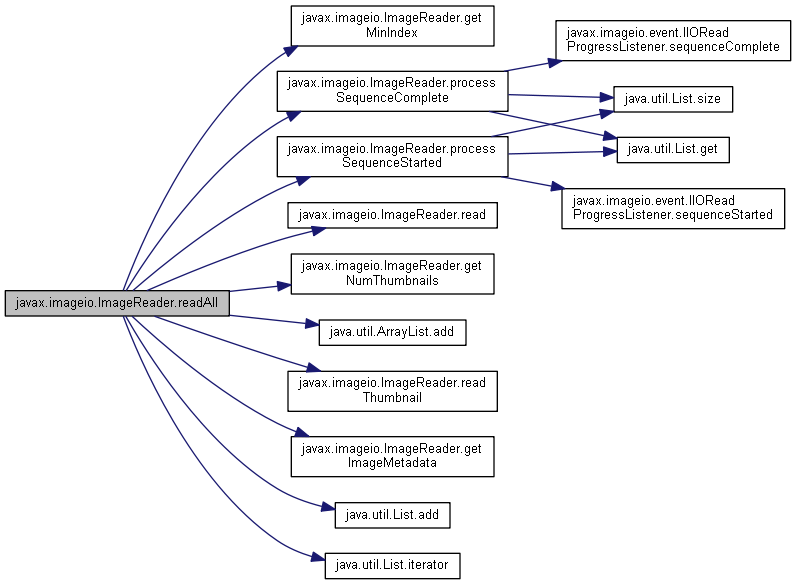 javax.imageio.ImageReader.get
MinIndex
javax.imageio.event.IIORead
ProgressListener.sequenceComplete
javax.imageio.ImageReader.process
SequenceComplete
java.util.List.size
javax.imageio.ImageReader.process
SequenceStarted
java.util.List.get
javax.imageio.ImageReader.read
javax.imageio.event.IIORead
ProgressListener.sequenceStarted
javax.imageio.ImageReader.get
NumThumbnails
javax.imageio.ImageReader.readAll
java.util.ArrayList.add
javax.imageio.ImageReader.read
Thumbnail
javax.imageio.ImageReader.get
ImageMetadata
java.util.List.add
java.util.List.iterator